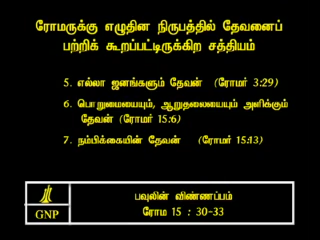 ரோமருக்கு எழுதின நிருபத்தில் தேவனைப்
பற்றிக் கூறப்பட்டிருக்கிற சத்தியம்
5. எல்லா ஜனங்களும் தேவன் (ரோமர் 3:29)
6. பொறுமையையும், ஆறுதலையையும் அளிக்கும்
தேவன் (ரோமர் 15:6)
7. நம்பிக்கையின் தேவன் (ரோமர் 15:13)
பவுலின் விண்ணப்பம்
ரோம 15 : 30-33
GNP